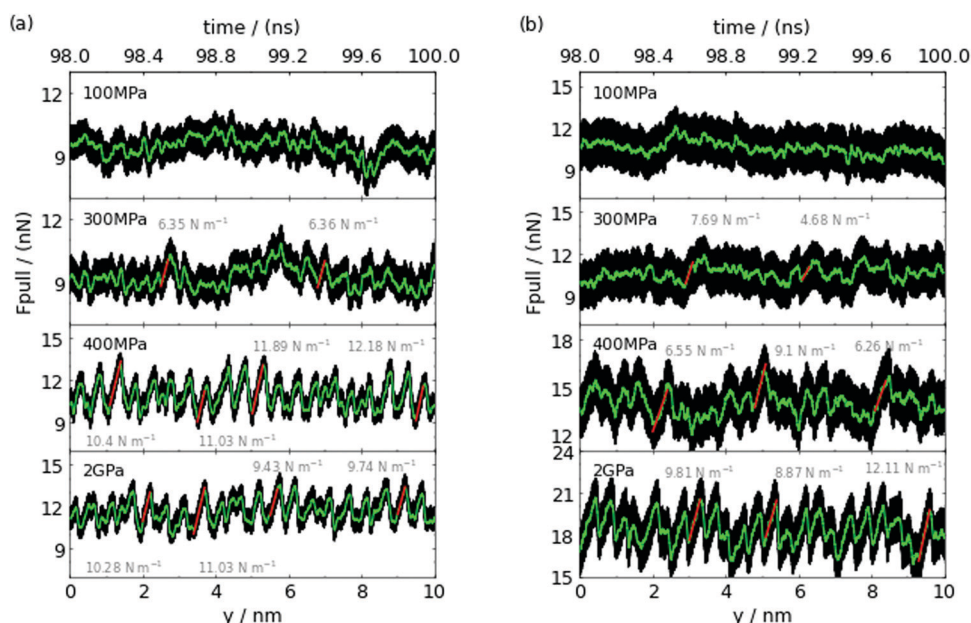 (a)
time / (ns)
98.0 98.4 98.8 99.2 99.6 100.0
12
9
100MPa
12
9
300MPa
6.35 N m⁻¹
6.36 N m⁻¹
15
12
9
400MPa
11.89 N m⁻¹
12.18 N m⁻¹
10.4 N m⁻¹
11.03 N m⁻¹
15
12
9
2GPa
9.43 N m⁻¹
9.74 N m⁻¹
10.28 N m⁻¹
11.03 N m⁻¹
Fpull / (nN)
0 2 4 6 8 10
y / nm
(b)
time / (ns)
98.0 98.4 98.8 99.2 99.6 100.0
15
12
9
100MPa
15
12
9
300MPa
7.69 N m⁻¹
4.68 N m⁻¹
18
15
12
400MPa
6.55 N m⁻¹
9.1 N m⁻¹
6.26 N m⁻¹
24
21
18
15
2GPa
9.81 N m⁻¹
8.87 N m⁻¹
12.11 N m⁻¹
Fpull / (nN)
0 2 4 6 8 10
y / nm